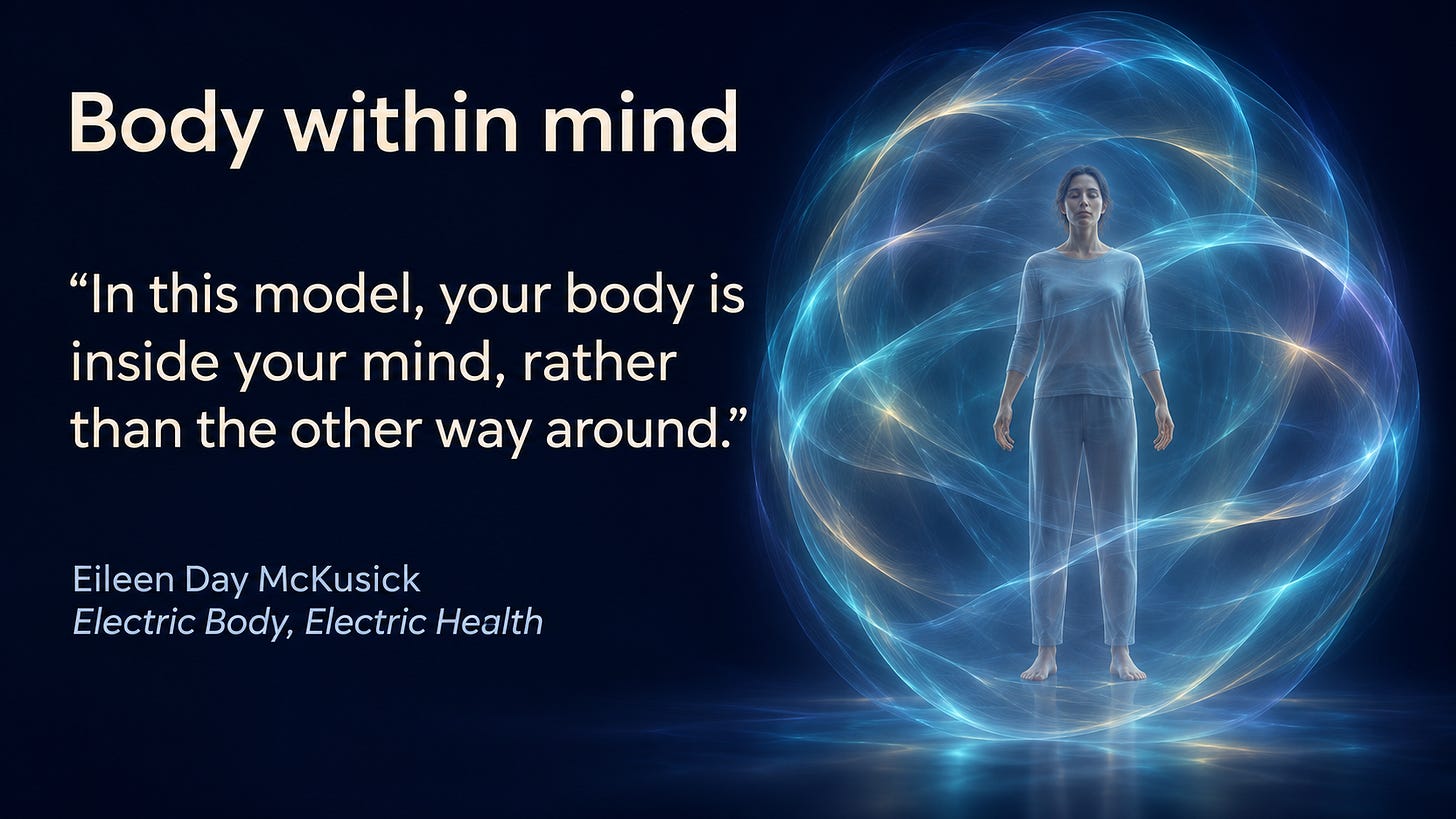 Body within mind
“In this model, your body is
inside your mind, rather
than the other way around.”
Eileen Day McKusick
Electric Body, Electric Health